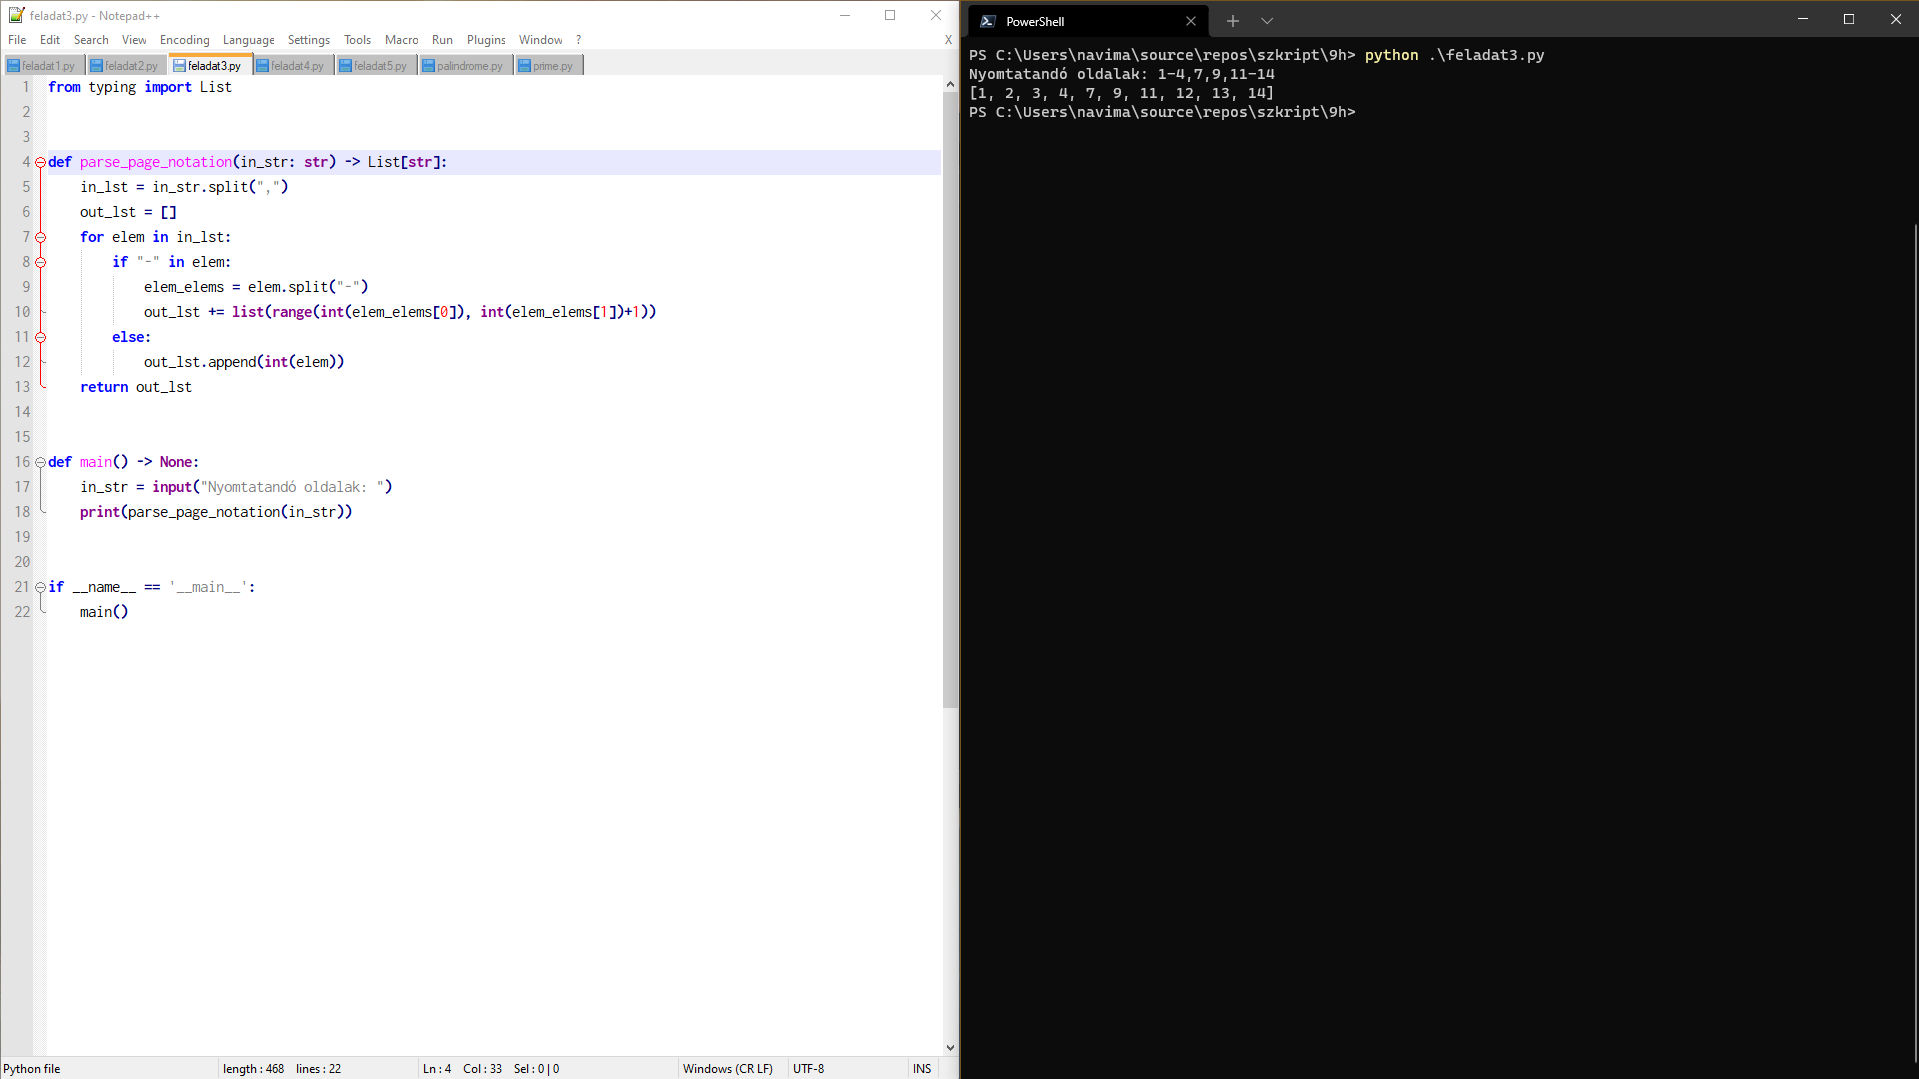 feladat3.py - Notepad++
File Edit Search View Encoding Language Settings Tools Macro Run Plugins Window ? X
feladat1.py feladat2.py feladat3.py feladat4.py feladat5.py palindrome.py prime.py
1 from typing import List
2
3
4 def parse_page_notation(in_str: str) -> List[str]:
5     in_lst = in_str.split(",")
6     out_lst = []
7     for elem in in_lst:
8         if "-" in elem:
9             elem_elems = elem.split("-")
10             out_lst += list(range(int(elem_elems[0]), int(elem_elems[1])+1))
11         else:
12             out_lst.append(int(elem))
13     return out_lst
14
15
16 def main() -> None:
17     in_str = input("Nyomtatandó oldalak: ")
18     print(parse_page_notation(in_str))
19
20
21 if __name__ == '__main__':
22     main()
Python file length : 468 lines : 22 Ln : 4 Col : 33 Sel : 0 | 0 Windows (CR LF) UTF-8 INS
PowerShell
PS C:\Users\navima\source\repos\szkript\9h> python .\feladat3.py
Nyomtatandó oldalak: 1-4,7,9,11-14
[1, 2, 3, 4, 7, 9, 11, 12, 13, 14]
PS C:\Users\navima\source\repos\szkript\9h>